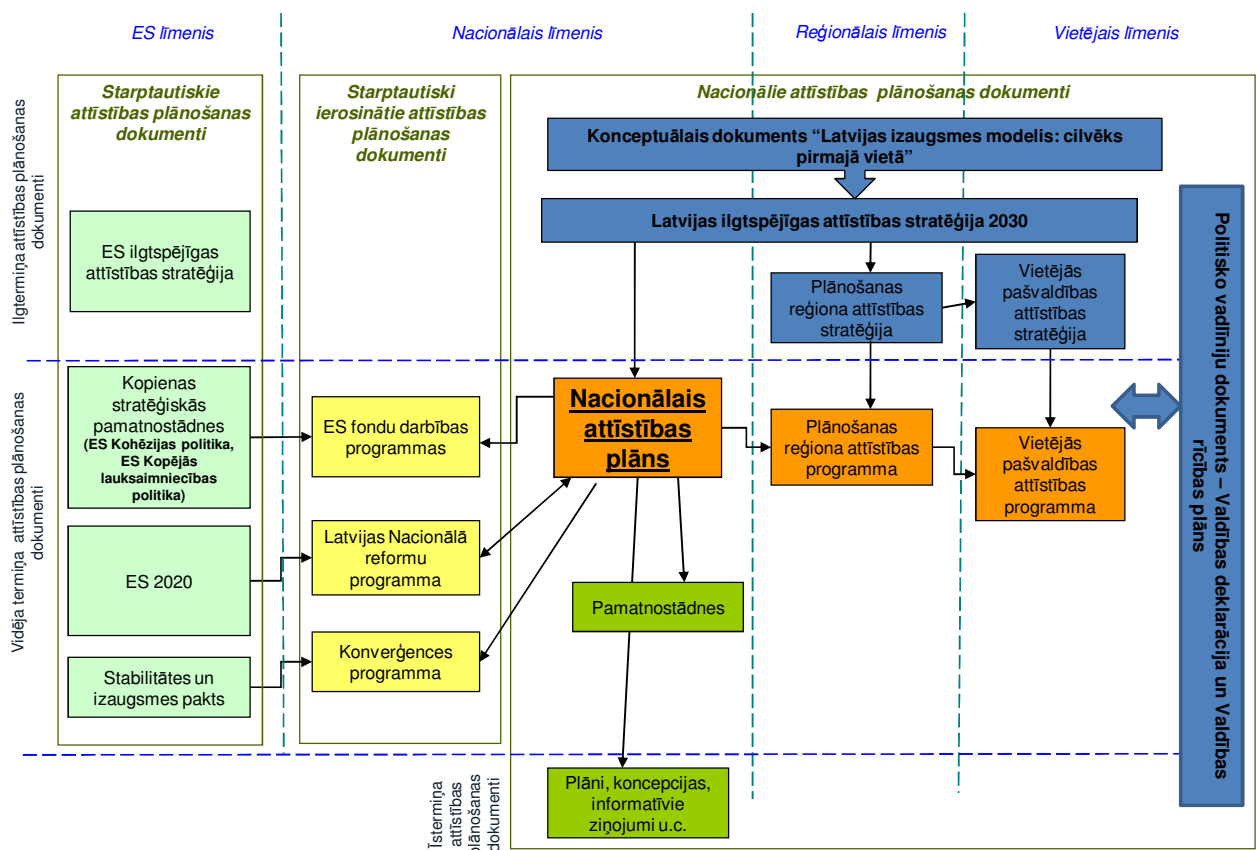 ES līmenis
Nacionālais līmenis
Reģionālais līmenis
Vietējais līmenis
Starptautiskie
attīstības plānošanas
dokumenti
Starptautiski
ierosinātie attīstības
plānošanas
dokumenti
Nacionālie attīstības plānošanas dokumenti
Konceptuālais dokuments “Latvijas izaugsmes modelis: cilvēks
pirmajā vietā”
Latvijas ilgtspējīgas attīstības stratēģija 2030
Ilgtermiņa attīstības plānošanas
dokumenti
ES ilgtspējīgas
attīstības stratēģija
Plānošanas
reģiona attīstības
stratēģija
Vietējās
pašvaldības
attīstības
stratēģija
Politisko vadlīniju dokuments – Valdības deklarācija un Valdības
rīcības plāns
Vidēja termiņa attīstības plānošanas
dokumenti
Kopienas
stratēģiskās
pamatnostādnes
(ES Kohēzijas politika,
ES Kopējās
lauksaimniecības
politika)
ES fondu darbības
programmas
Nacionālais
attīstības
plāns
Plānošanas
reģiona attīstības
programma
Vietējās
pašvaldības
attīstības
programma
ES 2020
Latvijas Nacionālā
reformu
programma
Pamatnostādnes
Stabilitātes un
izaugsmes pakts
Konverģences
programma
Īstermiņa
attīstības
plānošanas
dokumenti
Plāni, koncepcijas,
informatīvie
ziņojumi u.c.